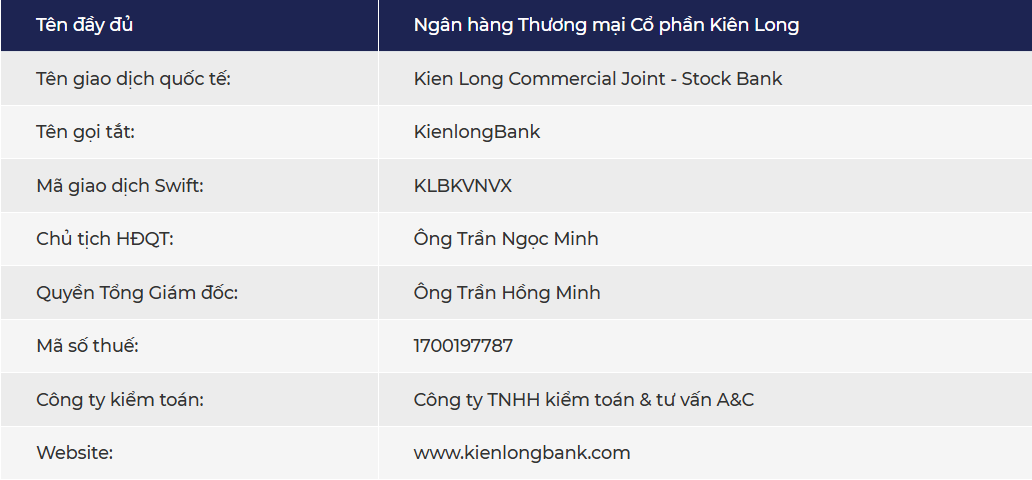 Tên đầy đủ Ngân hàng Thương mại Cổ phần Kiên Long
Tên giao dịch quốc tế: Kien Long Commercial Joint - Stock Bank
Tên gọi tắt: KienlongBank
Mã giao dịch Swift: KLBKVNVX
Chủ tịch HĐQT: Ông Trần Ngọc Minh
Quyền Tổng Giám đốc: Ông Trần Hồng Minh
Mã số thuế: 1700197787
Công ty kiểm toán: Công ty TNHH kiểm toán & tư vấn A&C
Website: www.kienlongbank.com